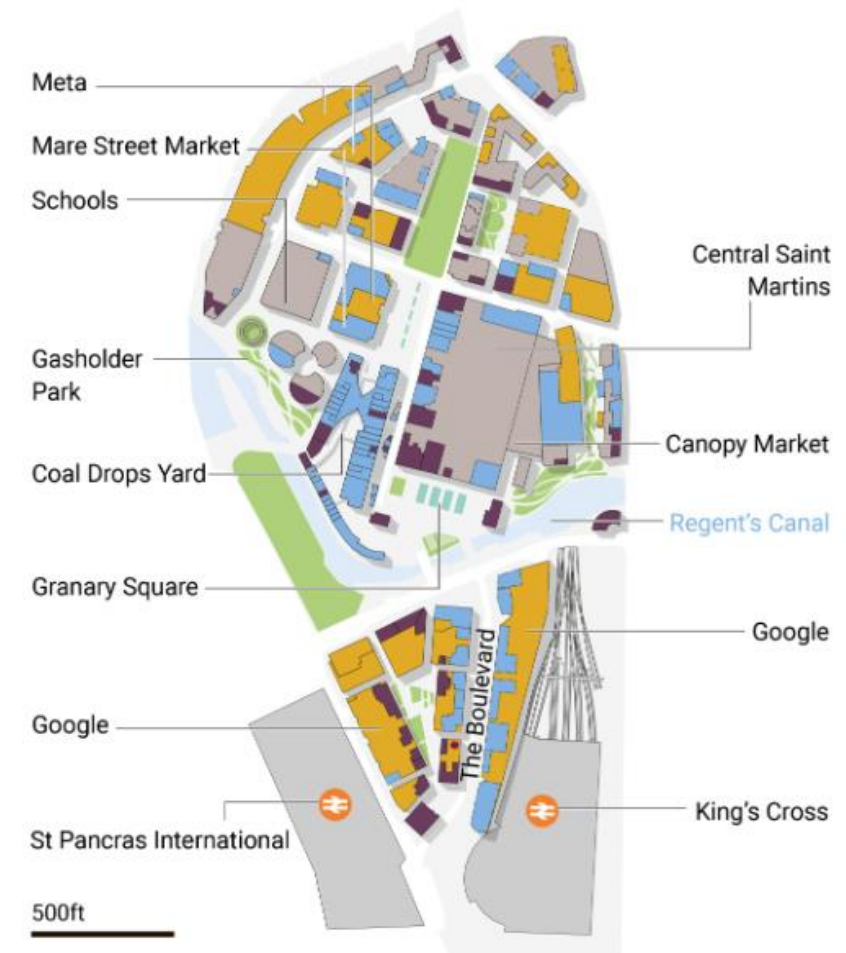 Meta
Mare Street Market
Schools
Central Saint
Martins
Gasholder
Park
Canopy Market
Coal Drops Yard
Regent's Canal
Granary Square
The Boulevard
Google
Google
King's Cross
St Pancras International
500ft